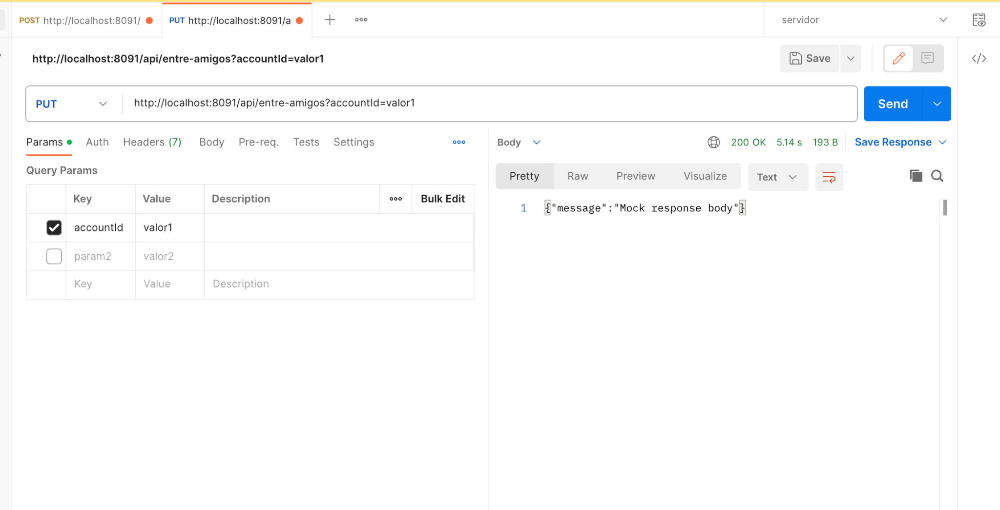 POST http://localhost:8091/
PUT http://localhost:8091/a
servidor
http://localhost:8091/api/entre-amigos?accountId=valor1
Save
PUT
http://localhost:8091/api/entre-amigos?accountId=valor1
Send
Params
Auth
Headers (7)
Body
Pre-req.
Tests
Settings
Query Params
Key Value Description Bulk Edit
accountId valor1
param2 valor2
Key Value Description
Body
200 OK 5.14 s 193 B
Save Response
Pretty Raw Preview Visualize
Text
1 {"message":"Mock response body"}